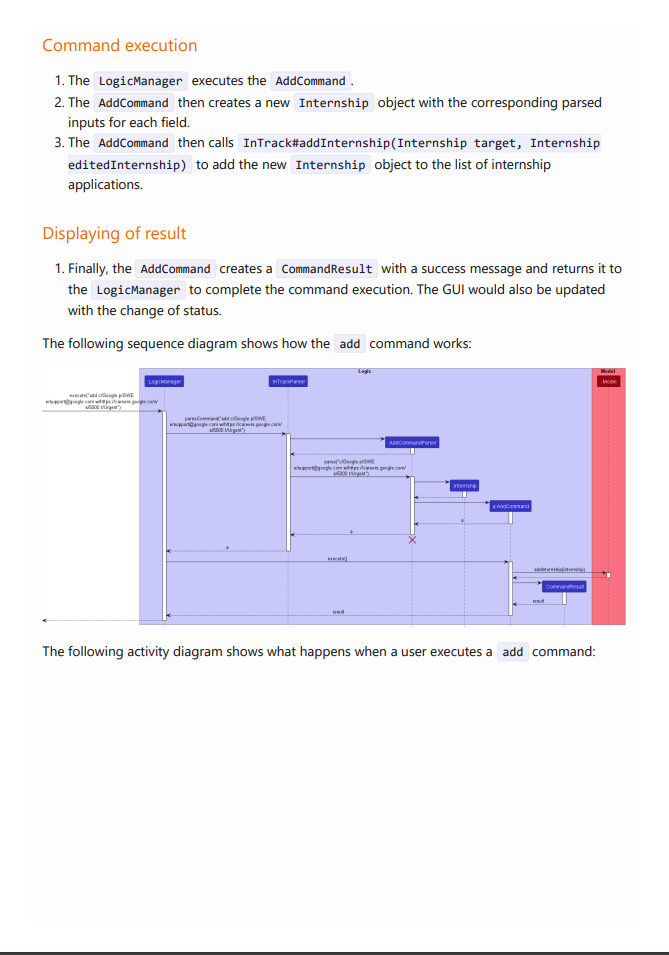 Command execution
1. The LogicManager executes the AddCommand.
2. The AddCommand then creates a new Internship object with the corresponding parsed
inputs for each field.
3. The AddCommand then calls InTrack#addInternship(Internship target, Internship
editedInternship) to add the new Internship object to the list of internship
applications.
Displaying of result
1. Finally, the AddCommand creates a CommandResult with a success message and returns it to
the LogicManager to complete the command execution. The GUI would also be updated
with the change of status.
The following sequence diagram shows how the add command works:
Logic
Model
LogicManager
InTrackParser
Model
execute("add c/Google p/SWE
e/support@google.com w/https://careers.google.com/
s/5000 t/Urgent")
parseCommand("add c/Google p/SWE
e/support@google.com w/https://careers.google.com/
s/5000 t/Urgent")
AddCommandParser
parse("c/Google p/SWE
e/support@google.com w/https://careers.google.com/
s/5000 t/Urgent")
Internship
a AddCommand
a
a
a
execute()
addInternship(internship)
CommandResult
result
result
The following activity diagram shows what happens when a user executes a add command: